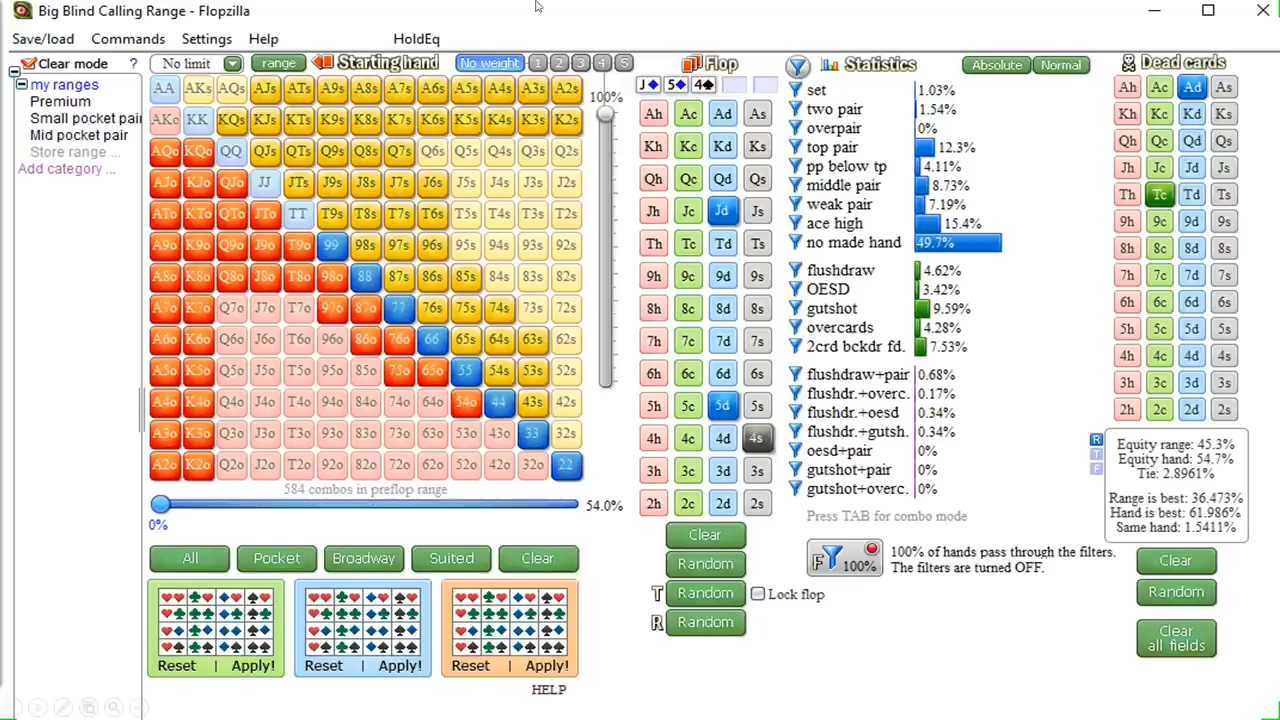 Big Blind Calling Range - Flopzilla
Save/load Commands Settings Help HoldEq
Clear mode ? No limit range Starting hand No weight 1 2 3 4 5 Flop Statistics Absolute Normal Dead cards
my ranges
Premium
Small pocket pair
Mid pocket pair
Store range ...
Add category ...
AA AKs AQs AJs ATs A9s A8s A7s A6s A5s A4s A3s A2s
AKo KK KQs KJs KTs K9s K8s K7s K6s K5s K4s K3s K2s
AQo KQo QQ QJs QTs Q9s Q8s Q7s Q6s Q5s Q4s Q3s Q2s
AJo KJo QJo JJ JTs J9s J8s J7s J6s J5s J4s J3s J2s
ATo KTo QTo JTo TT T9s T8s T7s T6s T5s T4s T3s T2s
A9o K9o Q9o J9o T9o 99 98s 97s 96s 95s 94s 93s 92s
A8o K8o Q8o J8o T8o 98o 88 87s 86s 85s 84s 83s 82s
A7o K7o Q7o J7o T7o 97o 87o 77 76s 75s 74s 73s 72s
A6o K6o Q6o J6o T6o 96o 86o 76o 66 65s 64s 63s 62s
A5o K5o Q5o J5o T5o 95o 85o 75o 65o 55 54s 53s 52s
A4o K4o Q4o J4o T4o 94o 84o 74o 64o 54o 44 43s 42s
A3o K3o Q3o J3o T3o 93o 83o 73o 63o 53o 43o 33 32s
A2o K2o Q2o J2o T2o 92o 82o 72o 62o 52o 42o 32o 22
584 combos in preflop range
54.0%
0%
100%
All Pocket Broadway Suited Clear
Reset | Apply! Reset | Apply! Reset | Apply!
HELP
J♦ 5♦ 4♠
Ah Ac Ad As
Kh Kc Kd Ks
Qh Qc Qd Qs
Jh Jc Jd Js
Th Tc Td Ts
9h 9c 9d 9s
8h 8c 8d 8s
7h 7c 7d 7s
6h 6c 6d 6s
5h 5c 5d 5s
4h 4c 4d 4s
3h 3c 3d 3s
2h 2c 2d 2s
Clear
Random
T Random Lock flop
R Random
set 1.03%
two pair 1.54%
overpair 0%
top pair 12.3%
pp below tp 4.11%
middle pair 8.73%
weak pair 7.19%
ace high 15.4%
no made hand 49.7%
flushdraw 4.62%
OESD 3.42%
gutshot 9.59%
overcards 4.28%
2crd bckdr fd. 7.53%
flushdraw+pair 0.68%
flushdr.+overc. 0.17%
flushdr.+oesd 0.34%
flushdr.+gutsh. 0.34%
oesd+pair 0%
gutshot+pair 0%
gutshot+overc. 0%
Press TAB for combo mode
F 100% 100% of hands pass through the filters.
The filters are turned OFF.
Ah Ac Ad As
Kh Kc Kd Ks
Qh Qc Qd Qs
Jh Jc Jd Js
Th Tc Td Ts
9h 9c 9d 9s
8h 8c 8d 8s
7h 7c 7d 7s
6h 6c 6d 6s
5h 5c 5d 5s
4h 4c 4d 4s
3h 3c 3d 3s
2h 2c 2d 2s
R
T
F
Equity range: 45.3%
Equity hand: 54.7%
Tie: 2.8961%
Range is best: 36.473%
Hand is best: 61.986%
Same hand: 1.5411%
Clear
Random
Clear
all fields